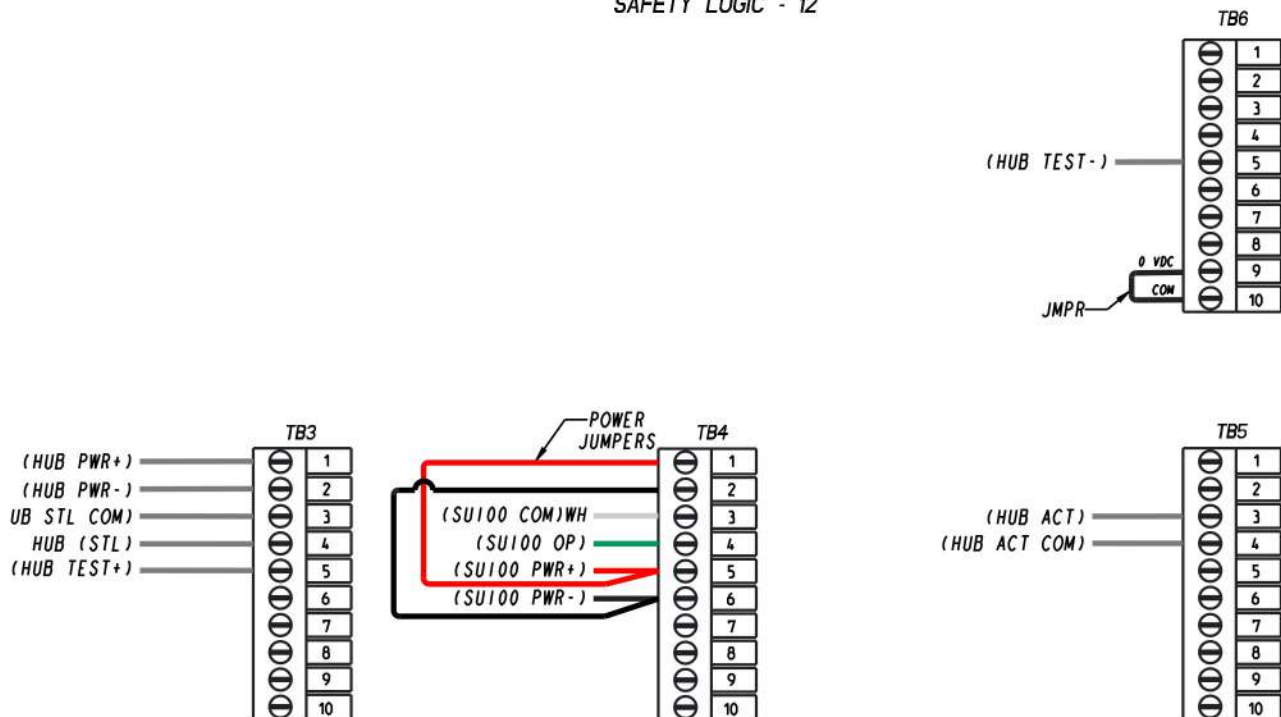 SAFETY LOGIC - 12
TB6
1
2
3
4
(HUB TEST-) 5
6
7
8
0 VDC 9
COM 10
JMPR
TB3
(HUB PWR+) 1
(HUB PWR-) 2
UB STL COM) 3
HUB (STL) 4
(HUB TEST+) 5
6
7
8
9
10
POWER
JUMPERS
TB4
1
2
(SU100 COM)WH 3
(SU100 OP) 4
(SU100 PWR+) 5
(SU100 PWR-) 6
7
8
9
10
TB5
1
2
(HUB ACT) 3
(HUB ACT COM) 4
5
6
7
8
9
10